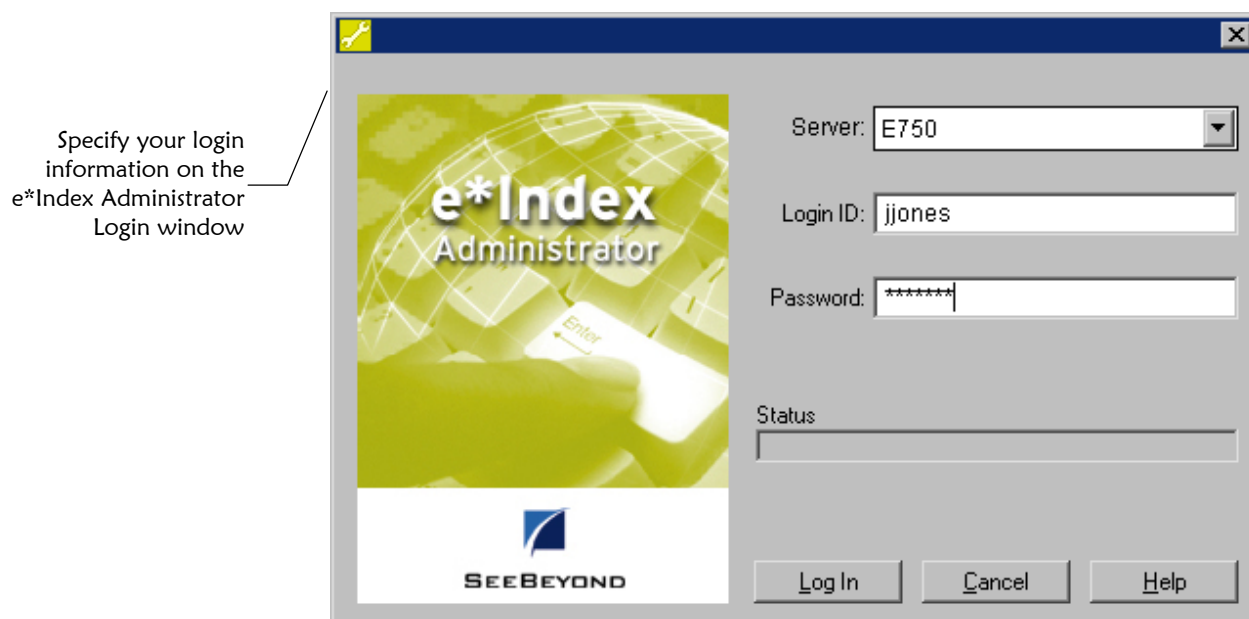 Specify your login
information on the
e*Index Administrator
Login window
e*Index
Administrator
Enter
SEEBEYOND
Server: E750
Login ID: jjones
Password: *******
Status
Log In Cancel Help